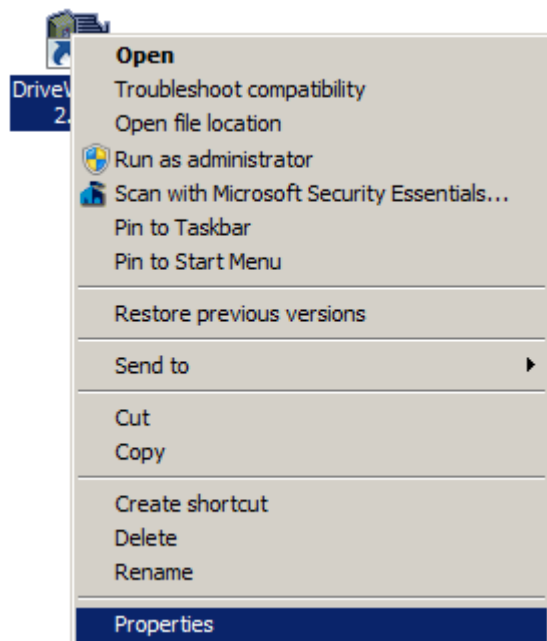 2.
Open
Troubleshoot compatibility
Open file location
Run as administrator
Scan with Microsoft Security Essentials...
Pin to Taskbar
Pin to Start Menu
Restore previous versions
Send to
Cut
Copy
Create shortcut
Delete
Rename
Properties